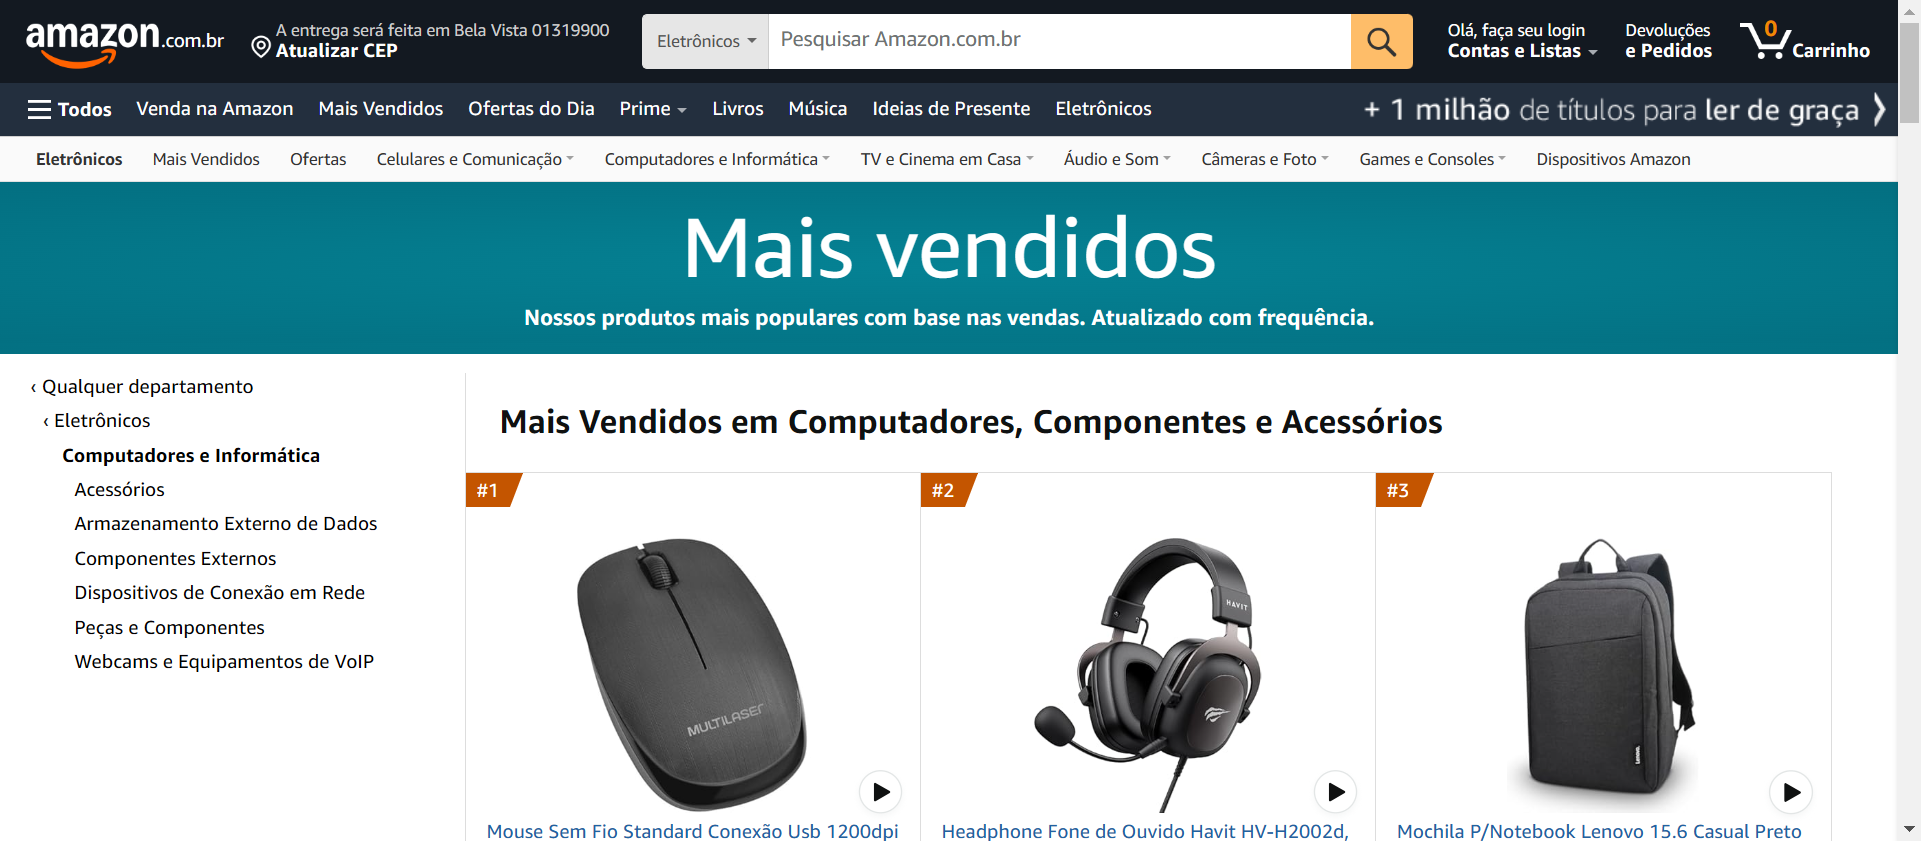 amazon.com.br
A entrega será feita em Bela Vista 01319900
Atualizar CEP
Eletrônicos
Pesquisar Amazon.com.br
Olá, faça seu login
Contas e Listas
Devoluções
e Pedidos
0
Carrinho
Todos
Venda na Amazon
Mais Vendidos
Ofertas do Dia
Prime
Livros
Música
Ideias de Presente
Eletrônicos
+ 1 milhão de títulos para ler de graça
Eletrônicos
Mais Vendidos
Ofertas
Celulares e Comunicação
Computadores e Informática
TV e Cinema em Casa
Áudio e Som
Câmeras e Foto
Games e Consoles
Dispositivos Amazon
Mais vendidos
Nossos produtos mais populares com base nas vendas. Atualizado com frequência.
‹ Qualquer departamento
‹ Eletrônicos
Computadores e Informática
Acessórios
Armazenamento Externo de Dados
Componentes Externos
Dispositivos de Conexão em Rede
Peças e Componentes
Webcams e Equipamentos de VoIP
Mais Vendidos em Computadores, Componentes e Acessórios
#1
MULTILASER
Mouse Sem Fio Standard Conexão Usb 1200dpi
#2
HAVIT
Headphone Fone de Ouvido Havit HV-H2002d,
#3
Lenovo
Mochila P/Notebook Lenovo 15.6 Casual Preto